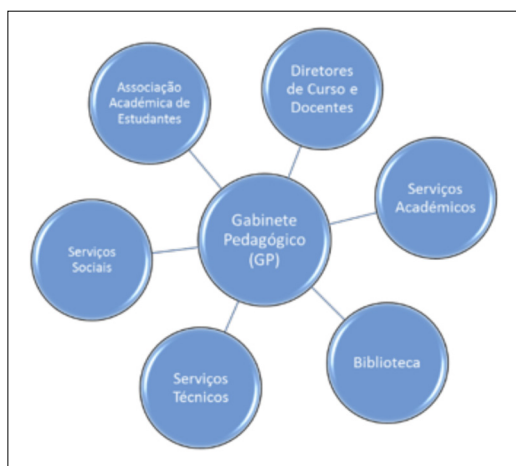 Associação
Académica de
Estudantes
Diretores
de Curso e
Docentes
Serviços
Académicos
Gabinete
Pedagógico
(GP)
Serviços
Sociais
Biblioteca
Serviços
Técnicos